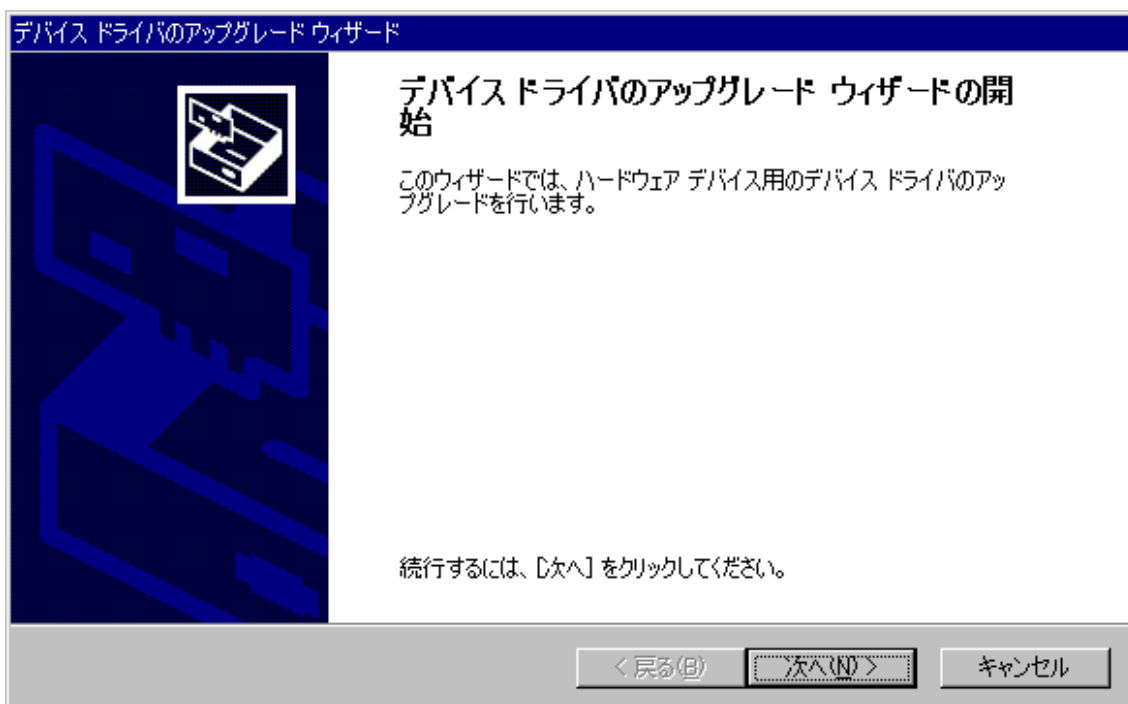 デバイス ドライバのアップグレード ウィザード
デバイス ドライバのアップグレード ウィザードの開
始
このウィザードでは、ハードウェア デバイス用のデバイス ドライバのアッ
プグレードを行います。
続行するには、[次へ] をクリックしてください。
< 戻る(B)
次へ(N) >
キャンセル